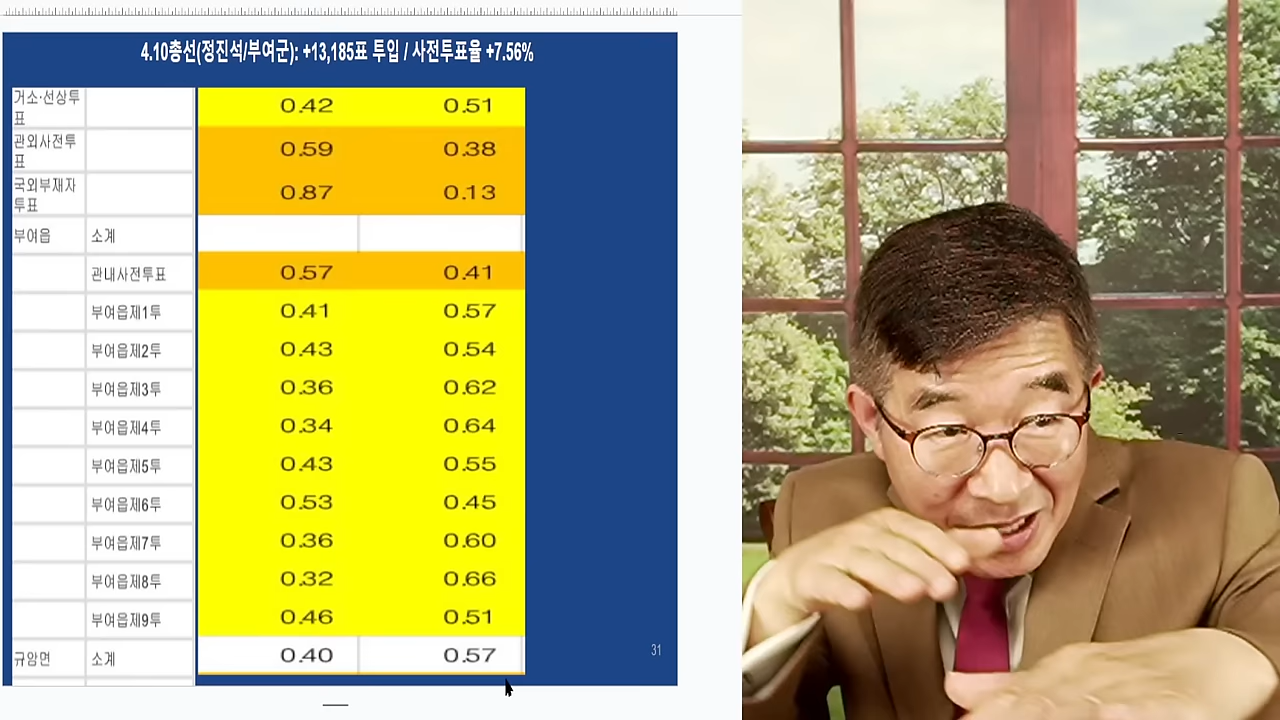 4.10총선(정진석/부여군): +13,185표 투입 / 사전투표율 +7.56%
거소·선상투
표 0.42 0.51
관외사전투
표 0.59 0.38
국외부재자
투표 0.87 0.13
부여읍 소계
관내사전투표 0.57 0.41
부여읍제1투 0.41 0.57
부여읍제2투 0.43 0.54
부여읍제3투 0.36 0.62
부여읍제4투 0.34 0.64
부여읍제5투 0.43 0.55
부여읍제6투 0.53 0.45
부여읍제7투 0.36 0.60
부여읍제8투 0.32 0.66
부여읍제9투 0.46 0.51
규암면 소계 0.40 0.57
31